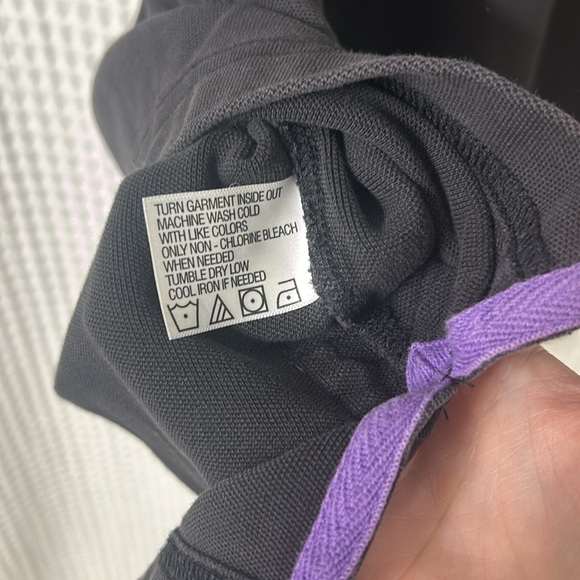 TURN GARMENT INSIDE OUT
MACHINE WASH COLD
WITH LIKE COLORS
ONLY NON - CHLORINE BLEACH
WHEN NEEDED
TUMBLE DRY LOW
COOL IRON IF NEEDED